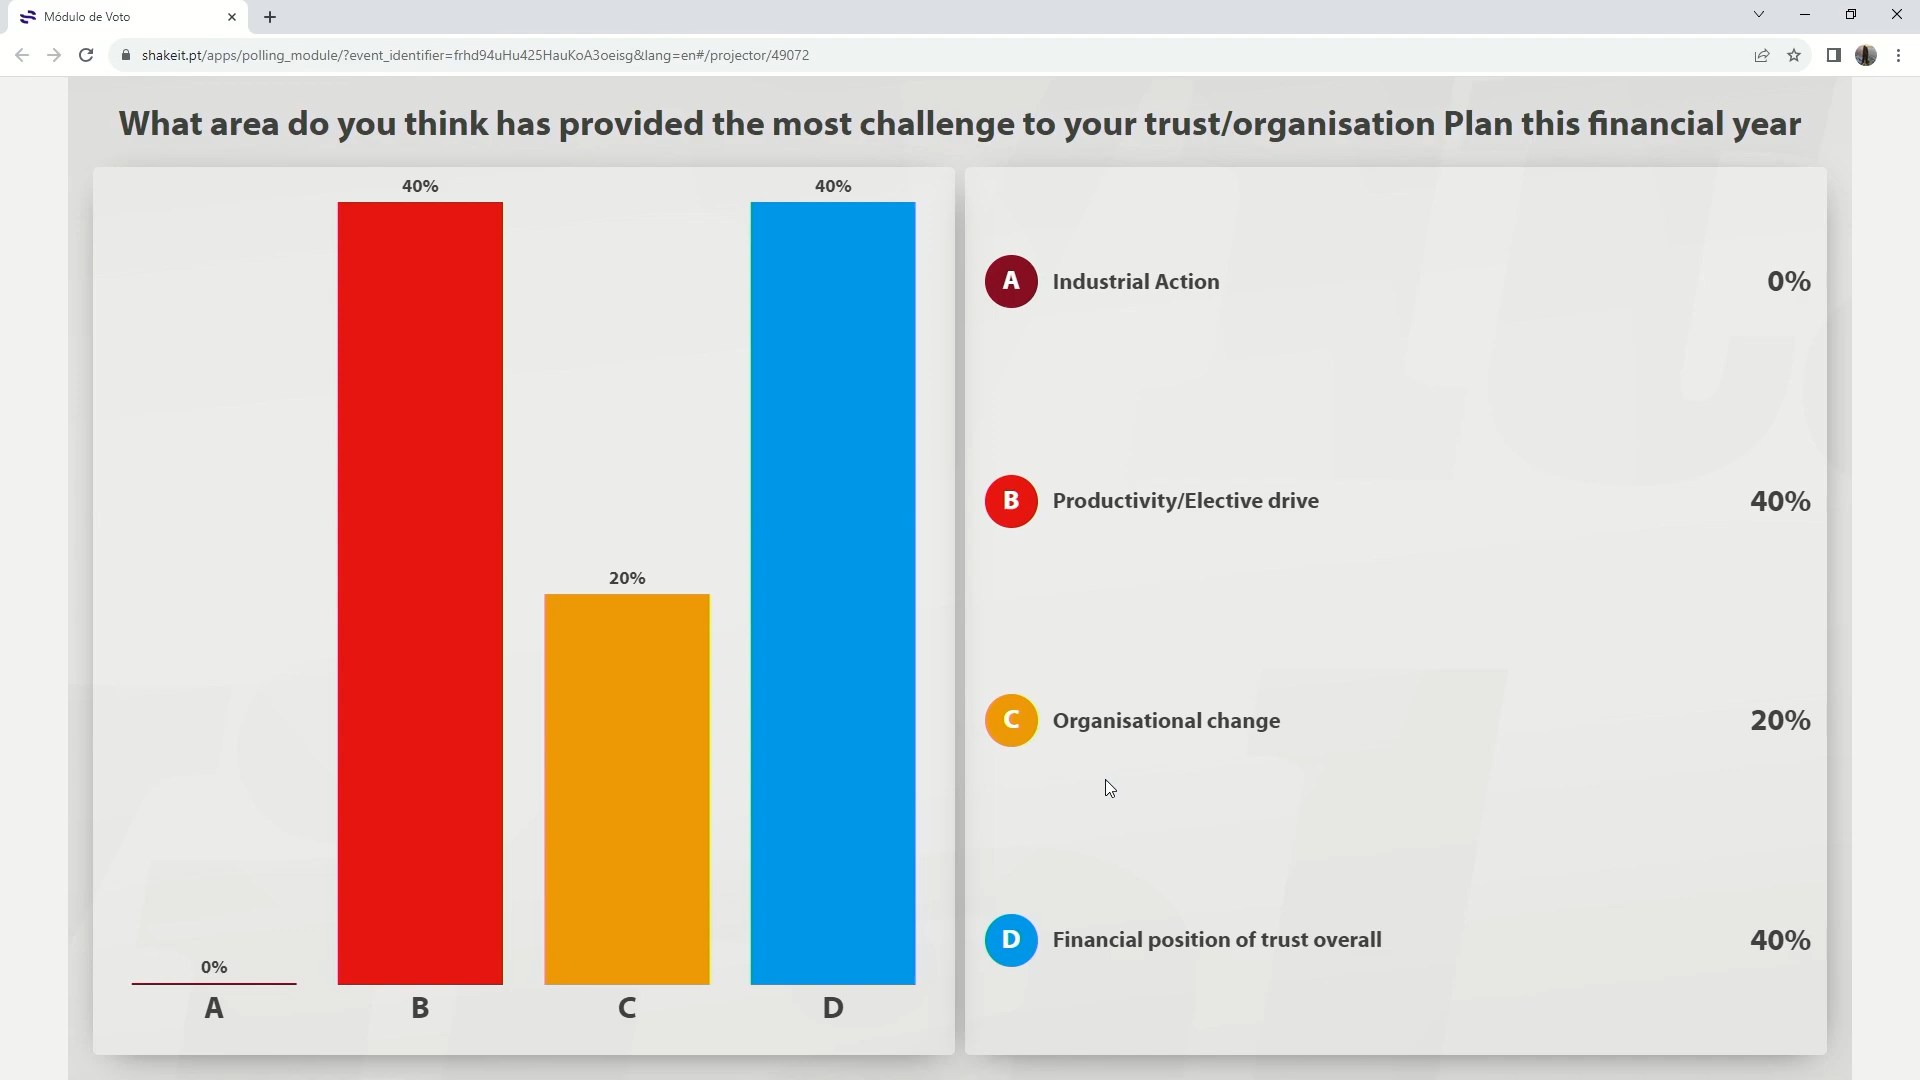 Módulo de Voto
shakeit.pt/apps/polling_module/?event_identifier=frhd94uHu425HauKoA3oeisg&lang=en#/projector/49072
What area do you think has provided the most challenge to your trust/organisation Plan this financial year
40%
40%
20%
0%
A
B
C
D
A Industrial Action 0%
B Productivity/Elective drive 40%
C Organisational change 20%
D Financial position of trust overall 40%